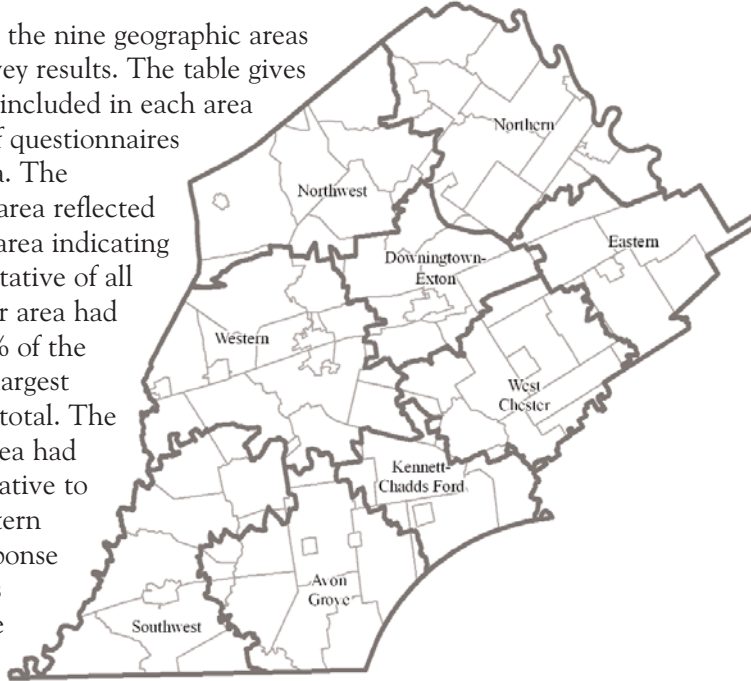 the nine geographic areas
vey results. The table gives
included in each area
f questionnaires
a. The
area reflected
area indicating
tative of all
r area had
% of the
argest
total. The
ea had
ative to
tern
ponse
s
e
Northern
Northwest
Eastern
Downingtown-
Exton
Western
West
Chester
Kennett-
Chadds Ford
Avon
Grove
Southwest